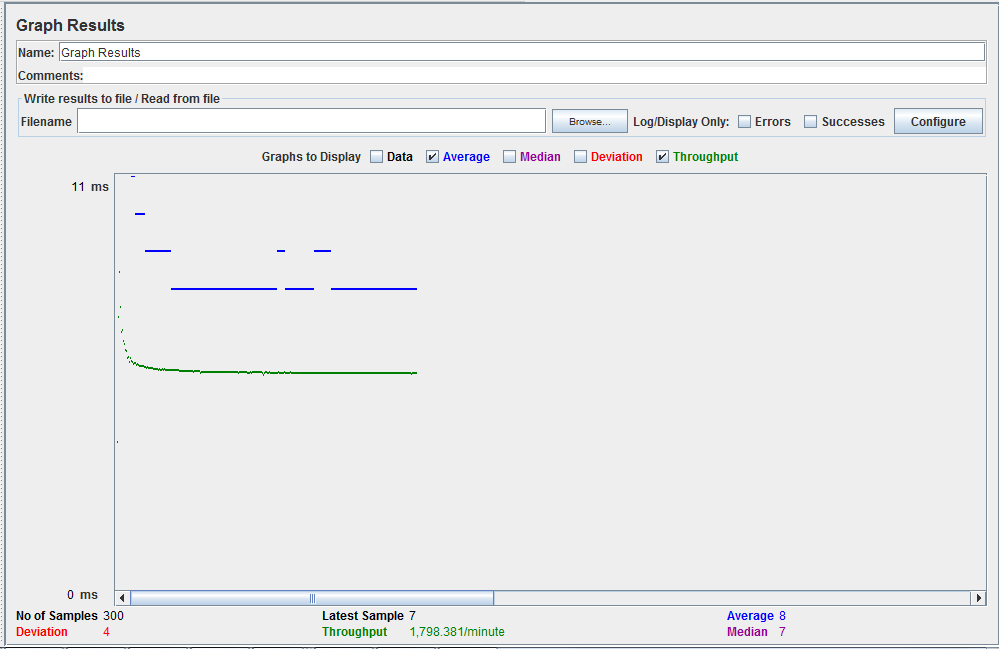 Graph Results
Name: Graph Results
Comments:
Write results to file / Read from file
Filename Browse... Log/Display Only: Errors Successes Configure
Graphs to Display Data Average Median Deviation Throughput
11 ms
0 ms
No of Samples 300 Latest Sample 7 Average 8
Deviation 4 Throughput 1,798.381/minute Median 7